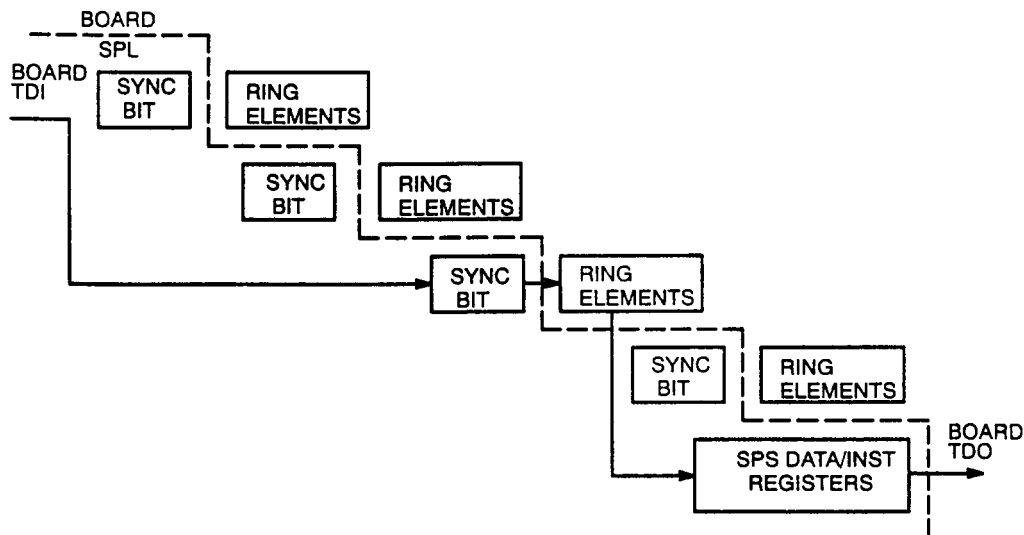 BOARD
SPL
BOARD
TDI
SYNC
BIT
RING
ELEMENTS
SYNC
BIT
RING
ELEMENTS
SYNC
BIT
RING
ELEMENTS
SYNC
BIT
RING
ELEMENTS
SPS DATA/INST
REGISTERS
BOARD
TDO